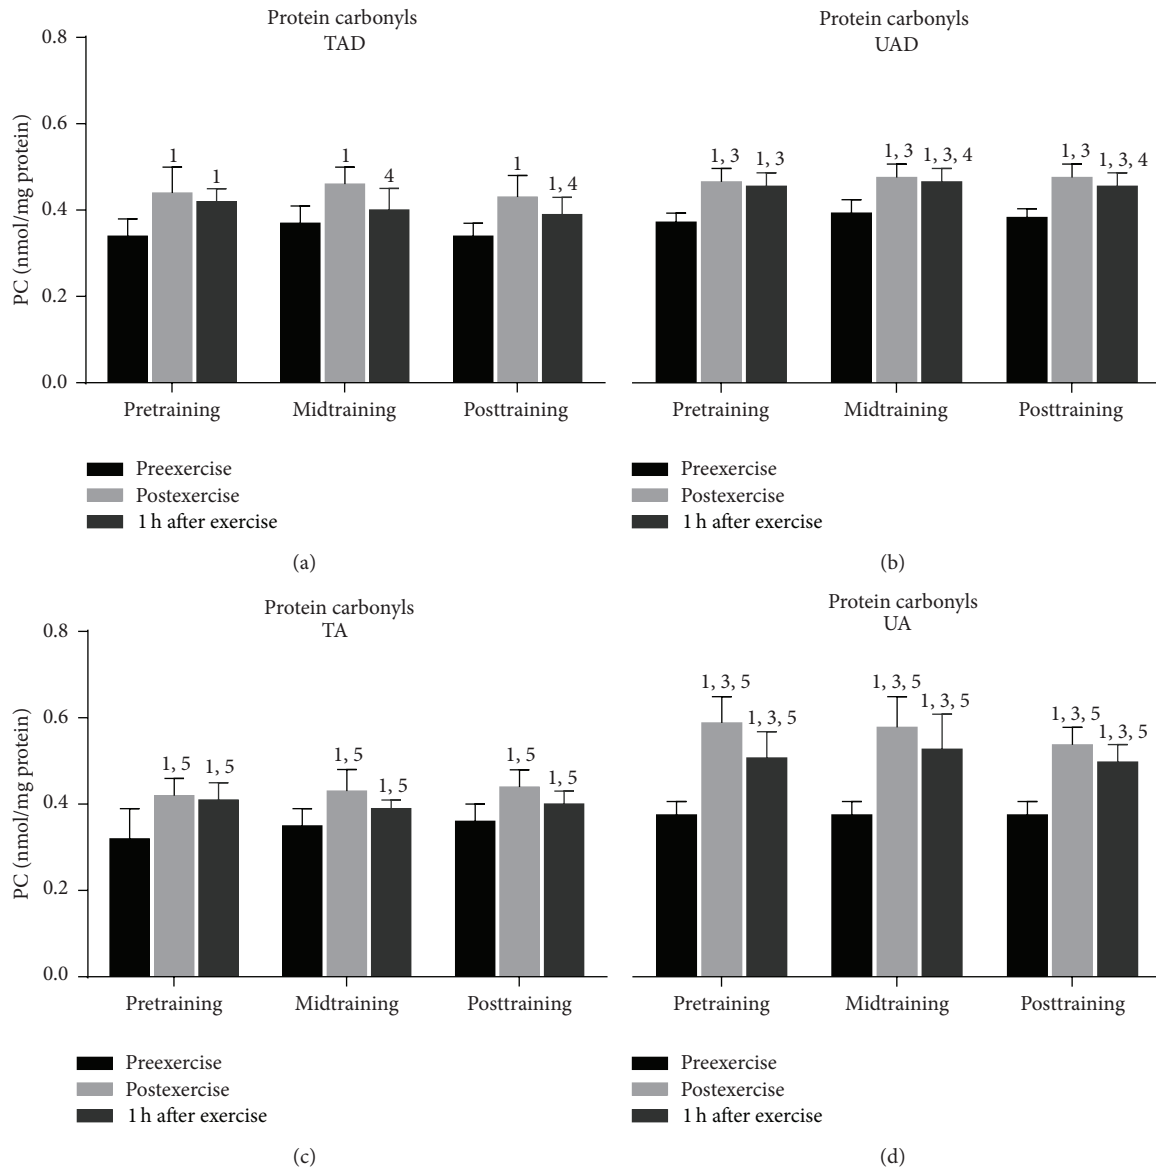 Protein carbonyls
TAD
0.8
0.6
0.4
0.2
0.0
PC (nmol/mg protein)
1
1
1
4
1
1, 4
Pretraining
Midtraining
Posttraining
Preexercise
Postexercise
1 h after exercise
(a)
Protein carbonyls
UAD
1, 3
1, 3
1, 3
1, 3, 4
1, 3
1, 3, 4
Pretraining
Midtraining
Posttraining
Preexercise
Postexercise
1 h after exercise
(b)
Protein carbonyls
TA
0.8
0.6
0.4
0.2
0.0
PC (nmol/mg protein)
1, 5
1, 5
1, 5
1, 5
1, 5
1, 5
Pretraining
Midtraining
Posttraining
Preexercise
Postexercise
1 h after exercise
(c)
Protein carbonyls
UA
1, 3, 5
1, 3, 5
1, 3, 5
1, 3, 5
1, 3, 5
1, 3, 5
Pretraining
Midtraining
Posttraining
Preexercise
Postexercise
1 h after exercise
(d)